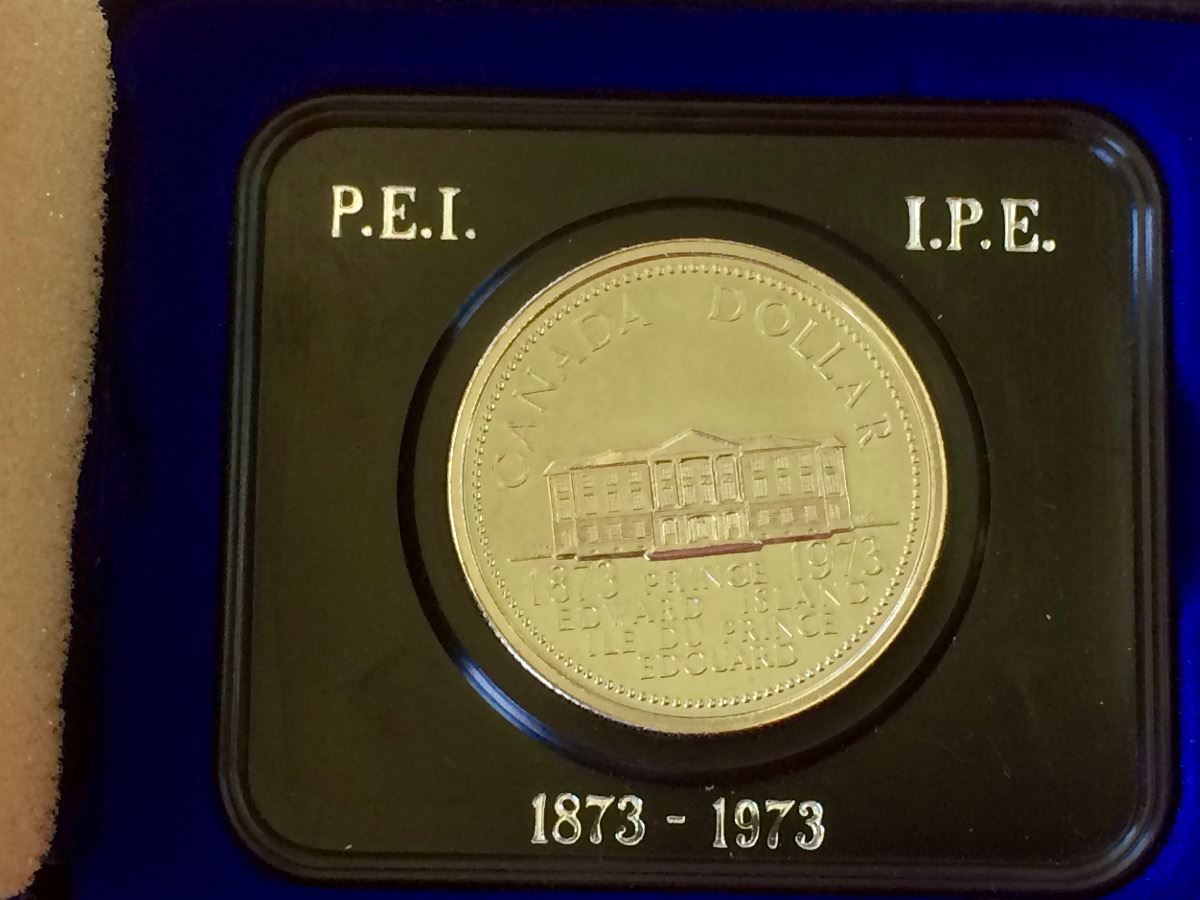 P.E.I. I.P.E.
CANADA DOLLAR
1873 PRINCE 1973
EDWARD ISLAND
ILE DU PRINCE
EDOUARD
1873 - 1973